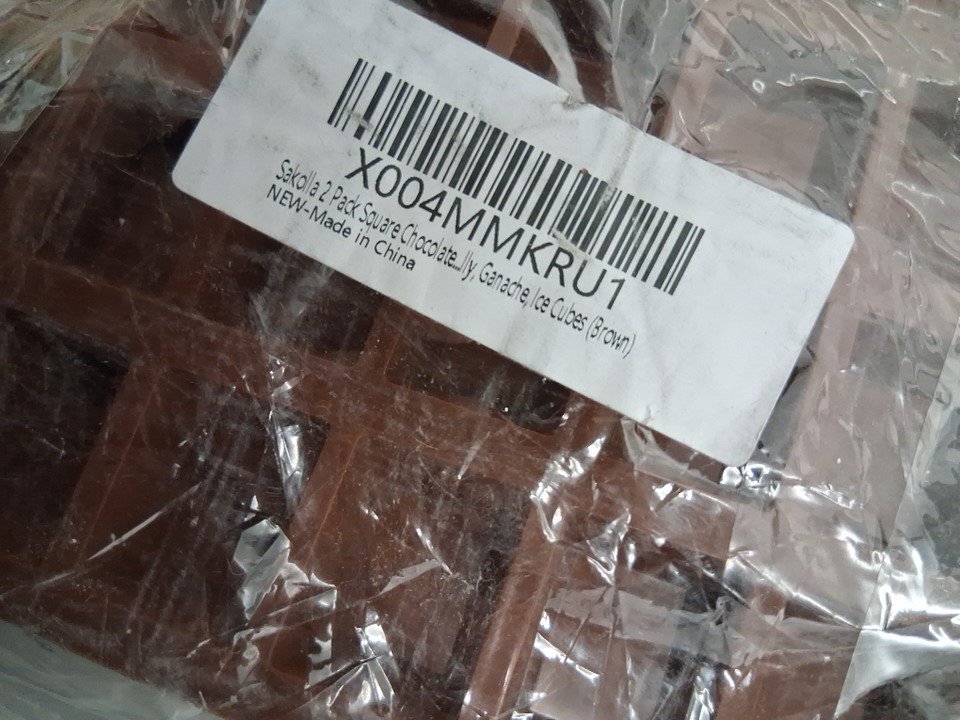 X004MMKRU1
Sakolla 2 Pack Square Chocolate...lly, Ganache, Ice Cubes (Brown)
NEW-Made in China